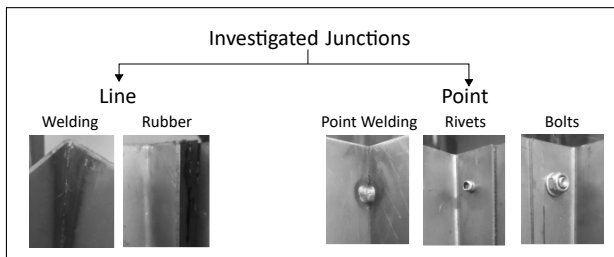 Investigated Junctions
Line
Point
Welding
Rubber
Point Welding
Rivets
Bolts